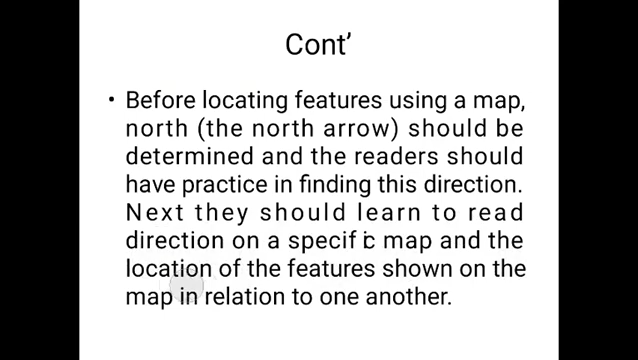 Cont’
• Before locating features using a map,
north (the north arrow) should be
determined and the readers should
have practice in finding this direction.
Next they should learn to read
direction on a specific map and the
location of the features shown on the
map in relation to one another.